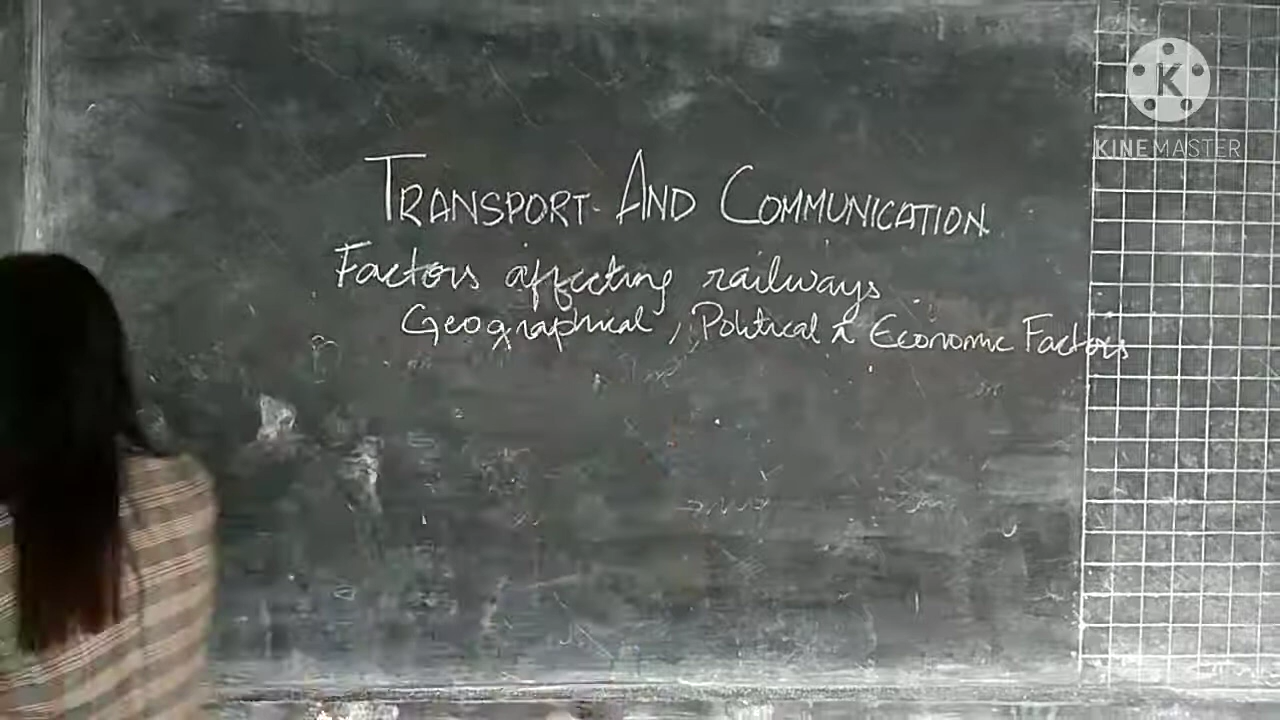 K
KINEMASTER
TRANSPORT AND COMMUNICATION
Factors affecting railways
Geographical, Political & Economic Factors